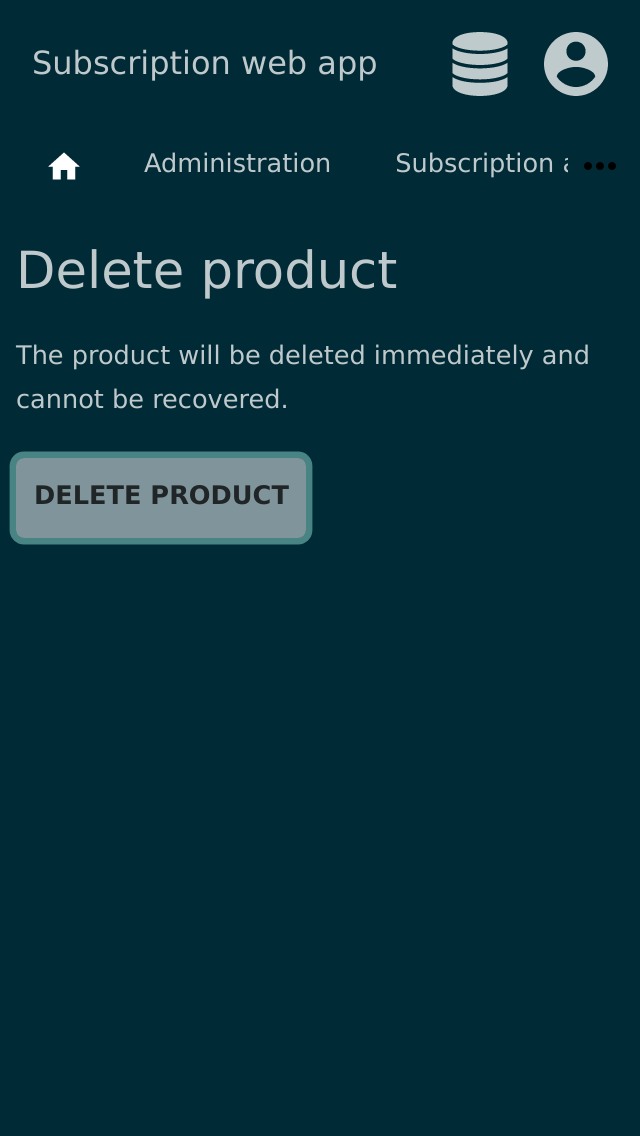 Subscription web app
Administration
Subscription
Delete product
The product will be deleted immediately and
cannot be recovered.
DELETE PRODUCT